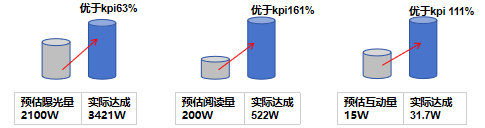 优于kpi63%
预估曝光量 实际达成
2100W 3421W
优于kpi161%
预估阅读量 实际达成
200W 522W
优于kpi 111%
预估互动量 实际达成
15W 31.7W